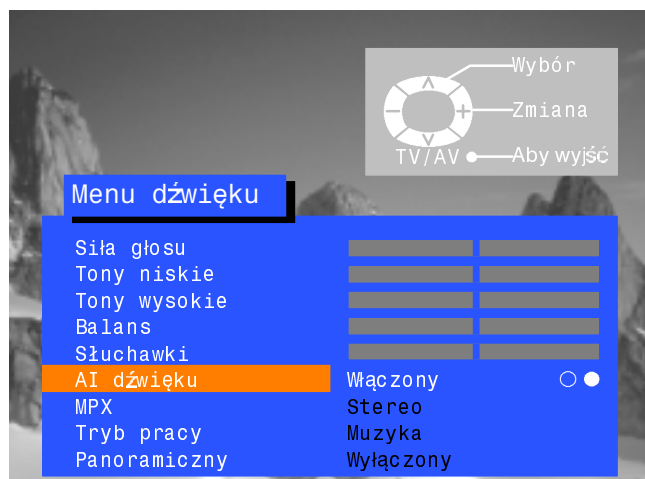 Wybór
Zmiana
TV/AV Aby wyjść
Menu dźwięku
Siła głosu
Tony niskie
Tony wysokie
Balans
Słuchawki
AI dźwięku Włączony
MPX Stereo
Tryb pracy Muzyka
Panoramiczny Wyłączony